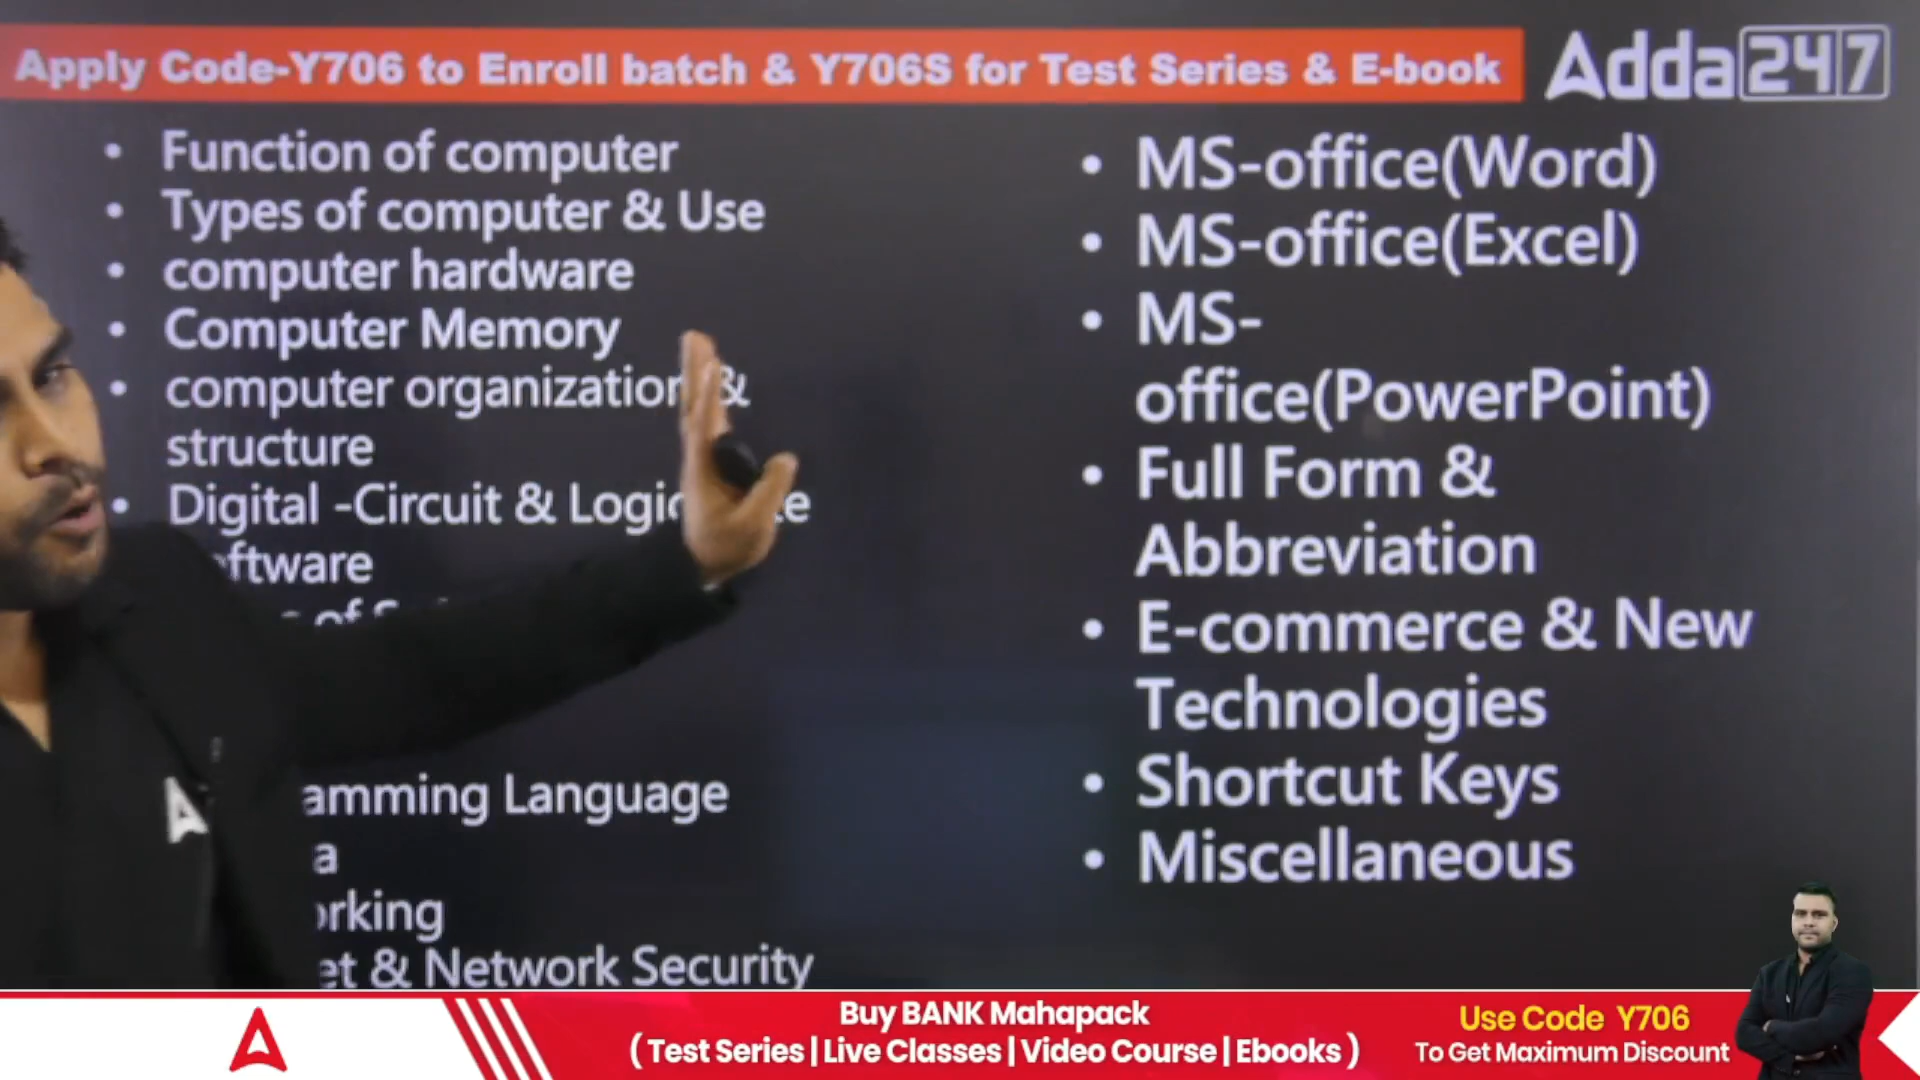 Apply Code-Y706 to Enroll batch & Y706S for Test Series & E-book
Adda247
• Function of computer
• Types of computer & Use
• computer hardware
• Computer Memory
• computer organization &
structure
• Digital -Circuit & Logic
Language
& Network Security
• MS-office(Word)
• MS-office(Excel)
• MS-
office(PowerPoint)
• Full Form &
Abbreviation
• E-commerce & New
Technologies
• Shortcut Keys
• Miscellaneous
Buy BANK Mahapack
( Test Series | Live Classes | Video Course | Ebooks )
Use Code Y706
To Get Maximum Discount